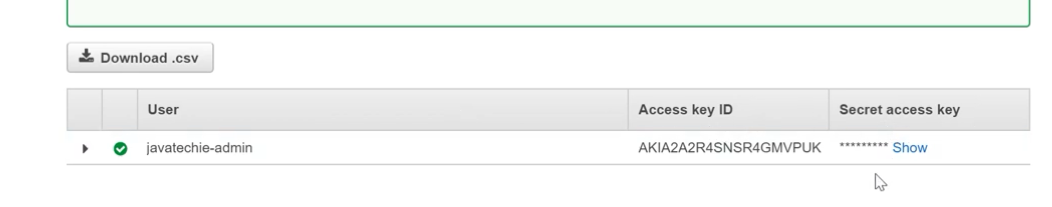 Download .csv
User Access key ID Secret access key
javatechie-admin AKIA2A2R4SNSR4GMVPUK ********* Show